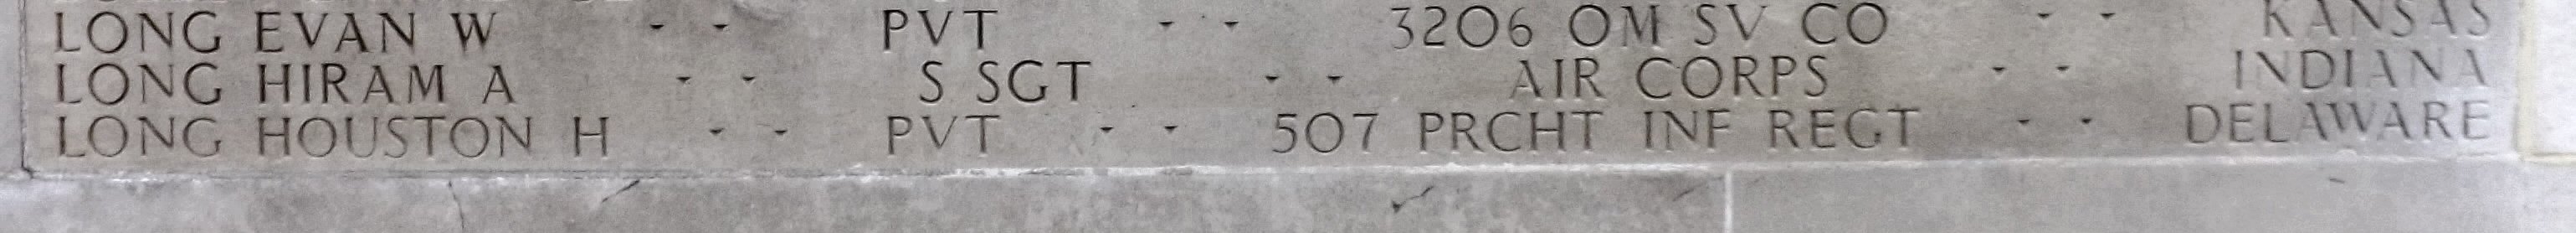 LONG EVAN W - - PVT - - 3206 QM SV CO - - KANSAS
LONG HIRAM A - - S SGT - - AIR CORPS - - INDIANA
LONG HOUSTON H - - PVT - - 507 PRCHT INF REGT - - DELAWARE